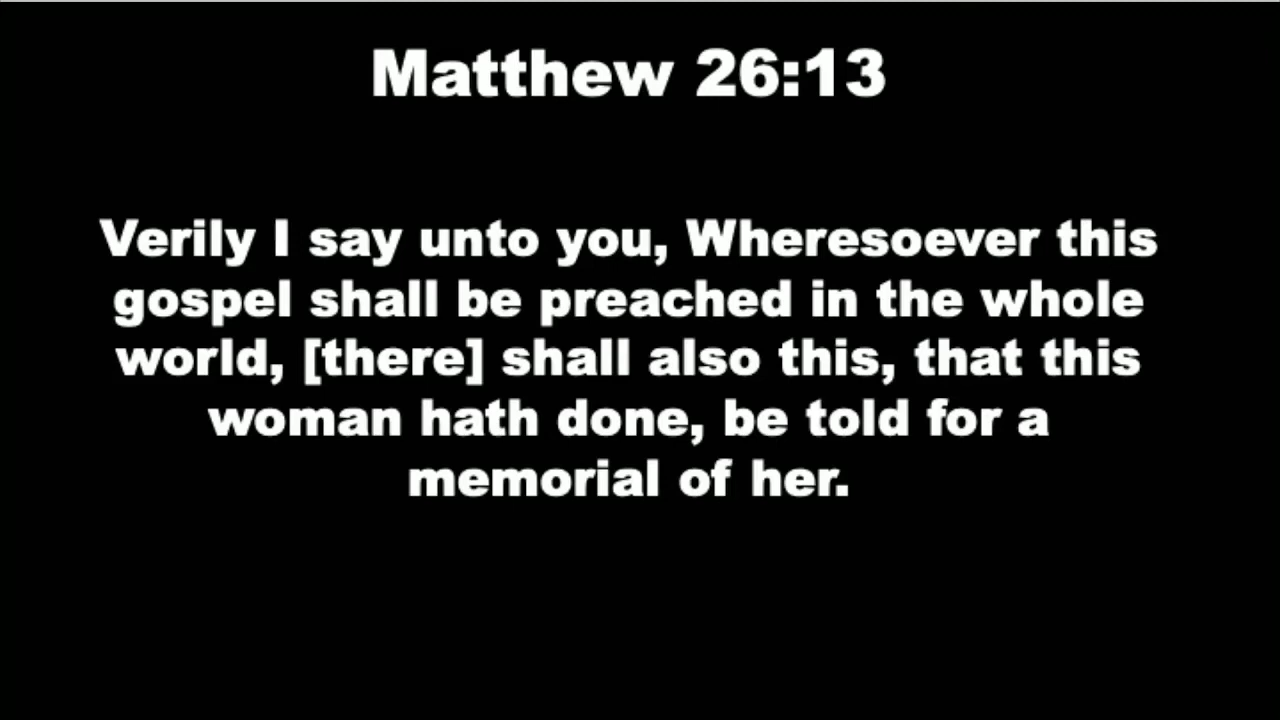 Matthew 26:13
Verily I say unto you, Wheresoever this
gospel shall be preached in the whole
world, [there] shall also this, that this
woman hath done, be told for a
memorial of her.